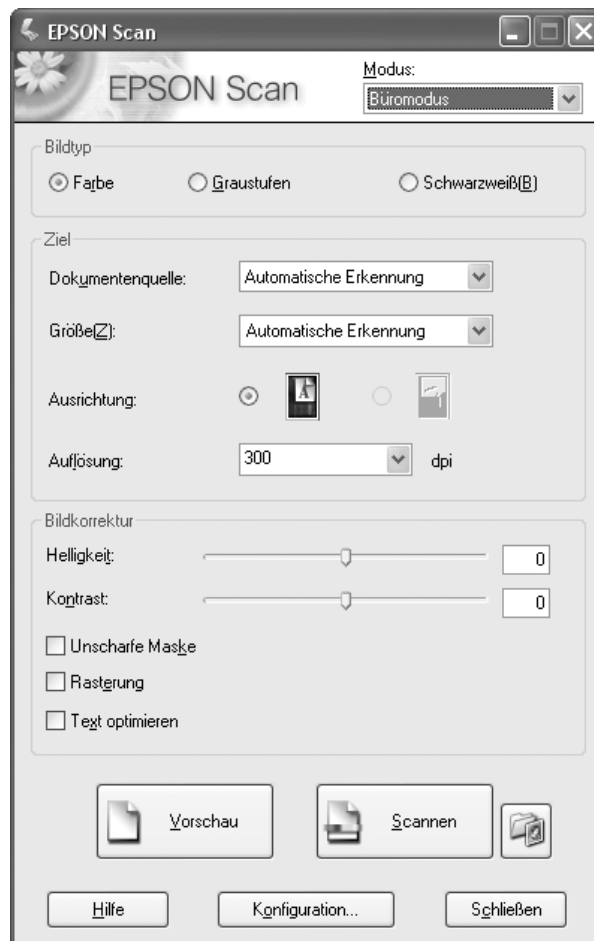 EPSON Scan
EPSON Scan
Modus:
Büromodus
Bildtyp
Farbe Graustufen Schwarzweiß(B)
Ziel
Dokumentenquelle: Automatische Erkennung
Größe(Z): Automatische Erkennung
Ausrichtung: A
Auflösung: 300 dpi
Bildkorrektur
Helligkeit: 0
Kontrast: 0
Unscharfe Maske
Rasterung
Text optimieren
Vorschau Scannen
Hilfe Konfiguration... Schließen